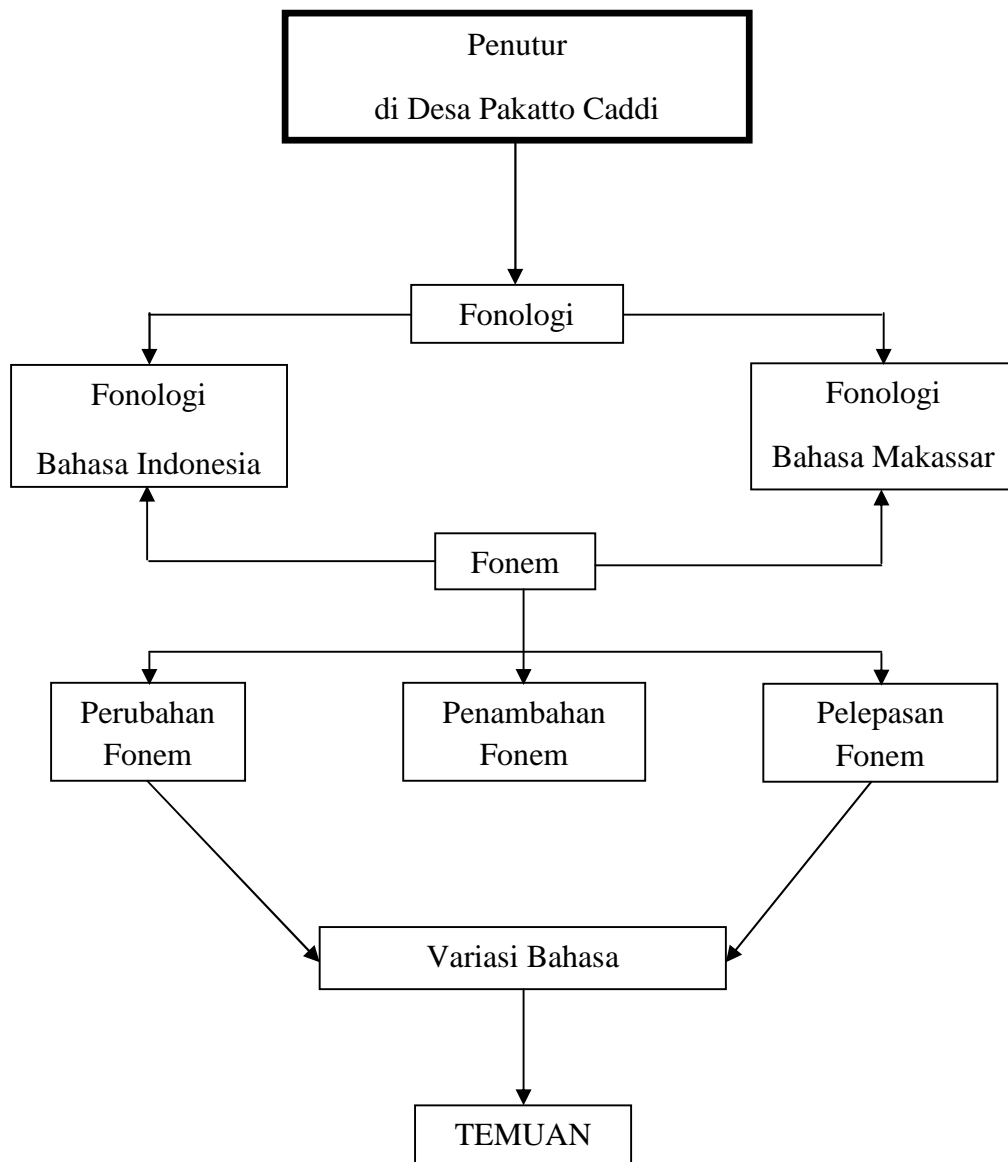 Penutur
di Desa Pakatto Caddi
Fonologi
Fonologi
Bahasa Indonesia
Fonologi
Bahasa Makassar
Fonem
Perubahan
Fonem
Penambahan
Fonem
Pelepasan
Fonem
Variasi Bahasa
TEMUAN